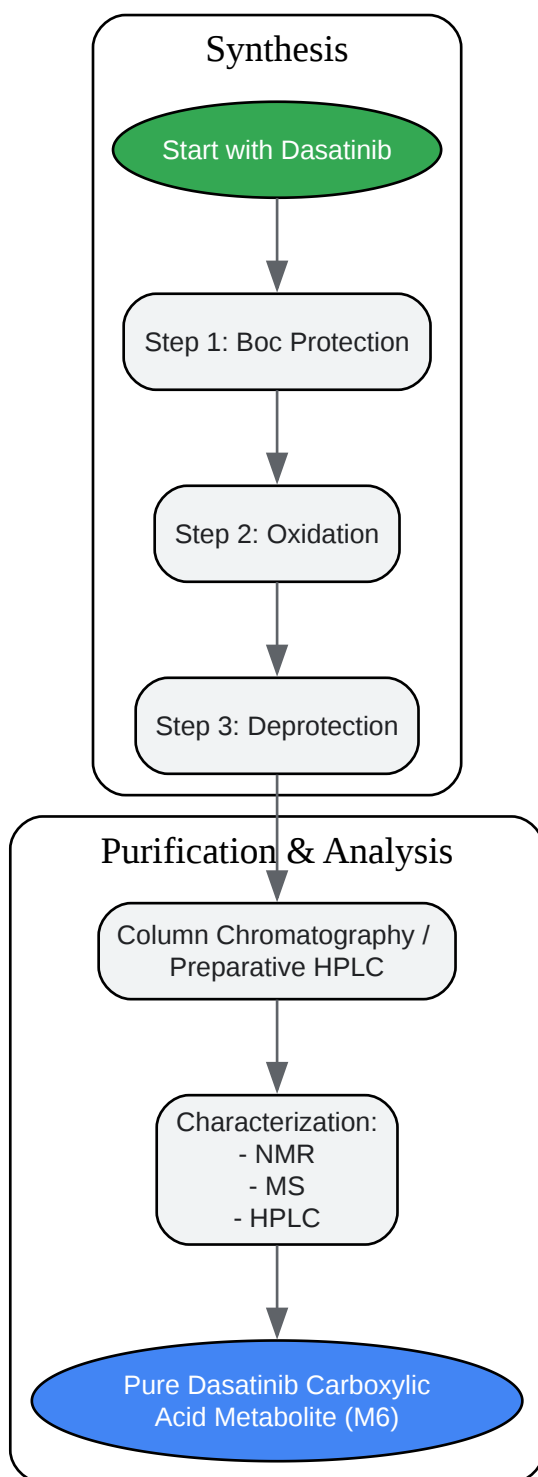 Synthesis
Start with Dasatinib
Step 1: Boc Protection
Step 2: Oxidation
Step 3: Deprotection
Purification & Analysis
Column Chromatography /
Preparative HPLC
Characterization:
- NMR
- MS
- HPLC
Pure Dasatinib Carboxylic
Acid Metabolite (M6)